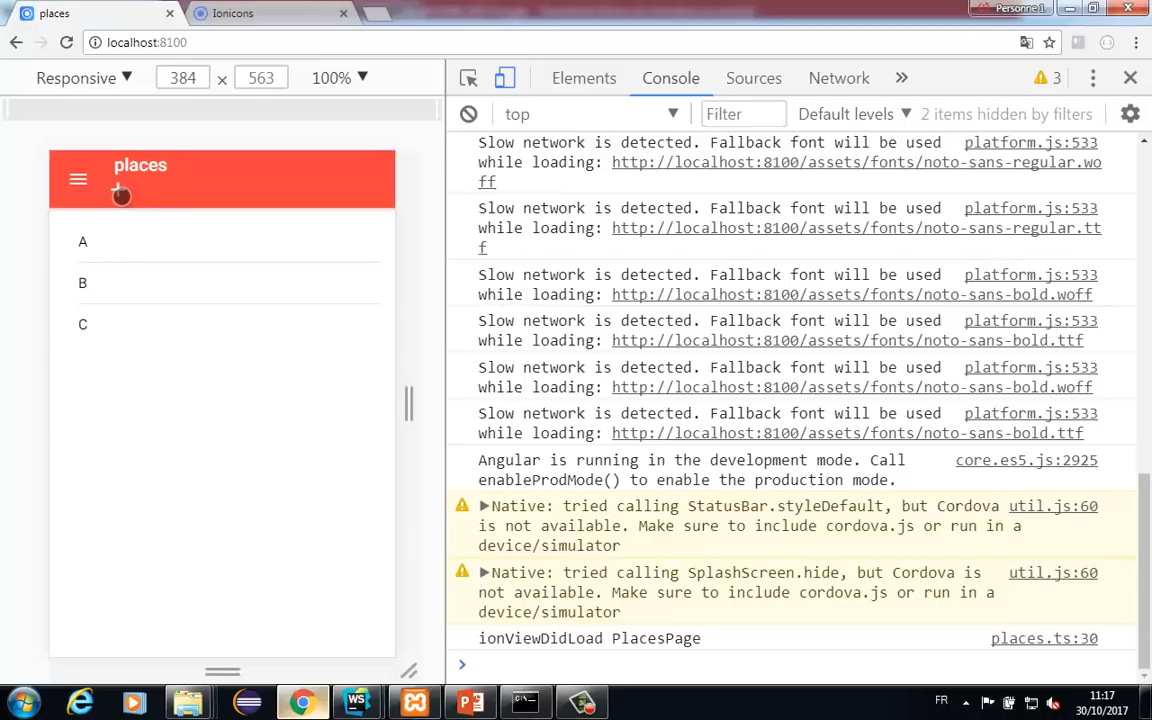 places
Ionicons
Personne 1
localhost:8100
Responsive
384
×
563
100%
Elements
Console
Sources
Network
3
top
Filter
Default levels
2 items hidden by filters
places
A
B
C
Slow network is detected. Fallback font will be used platform.js:533
while loading: http://localhost:8100/assets/fonts/noto-sans-regular.wo
ff
Slow network is detected. Fallback font will be used platform.js:533
while loading: http://localhost:8100/assets/fonts/noto-sans-regular.tt
f
Slow network is detected. Fallback font will be used platform.js:533
while loading: http://localhost:8100/assets/fonts/noto-sans-bold.woff
Slow network is detected. Fallback font will be used platform.js:533
while loading: http://localhost:8100/assets/fonts/noto-sans-bold.ttf
Slow network is detected. Fallback font will be used platform.js:533
while loading: http://localhost:8100/assets/fonts/noto-sans-bold.woff
Slow network is detected. Fallback font will be used platform.js:533
while loading: http://localhost:8100/assets/fonts/noto-sans-bold.ttf
Angular is running in the development mode. Call core.es5.js:2925
enableProdMode() to enable the production mode.
Native: tried calling StatusBar.styleDefault, but Cordova util.js:60
is not available. Make sure to include cordova.js or run in a
device/simulator
Native: tried calling SplashScreen.hide, but Cordova is util.js:60
not available. Make sure to include cordova.js or run in a
device/simulator
ionViewDidLoad PlacesPage places.ts:30
WS
FR
11:17
30/10/2017